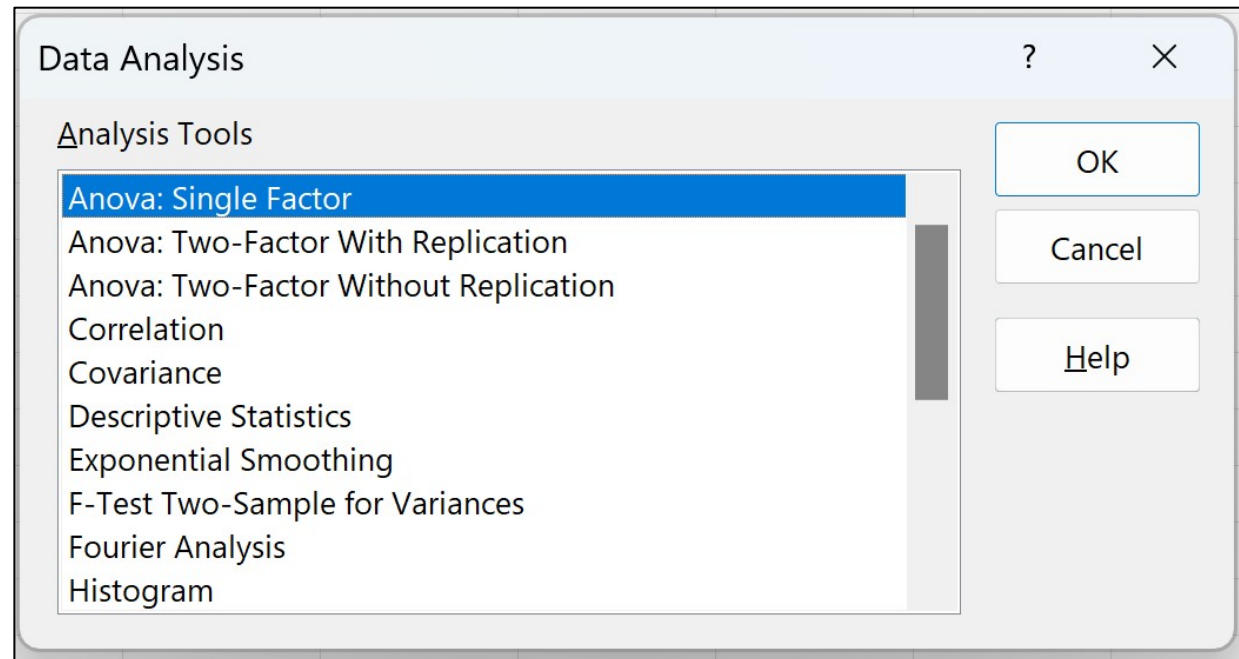 Data Analysis
?
Analysis Tools
Anova: Single Factor
Anova: Two-Factor With Replication
Anova: Two-Factor Without Replication
Correlation
Covariance
Descriptive Statistics
Exponential Smoothing
F-Test Two-Sample for Variances
Fourier Analysis
Histogram
OK
Cancel
Help